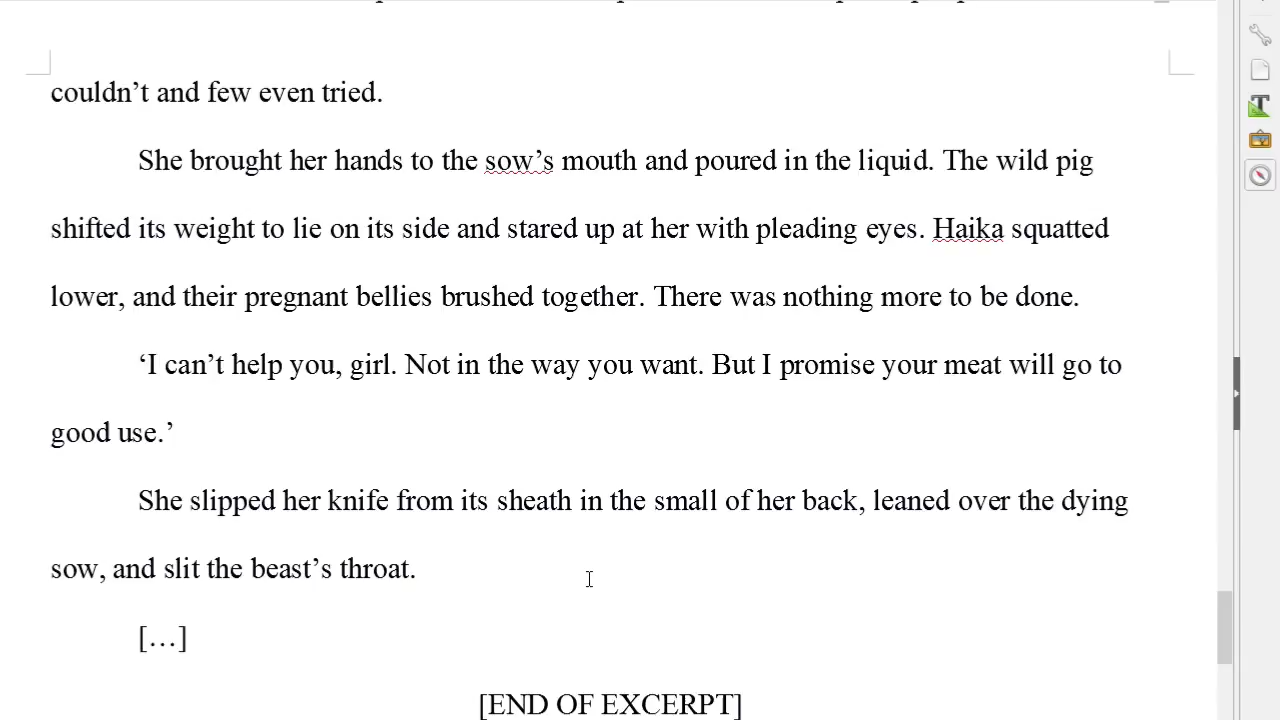 couldn’t and few even tried.
She brought her hands to the sow’s mouth and poured in the liquid. The wild pig
shifted its weight to lie on its side and stared up at her with pleading eyes. Haika squatted
lower, and their pregnant bellies brushed together. There was nothing more to be done.
‘I can’t help you, girl. Not in the way you want. But I promise your meat will go to
good use.’
She slipped her knife from its sheath in the small of her back, leaned over the dying
sow, and slit the beast’s throat.
[…]
[END OF EXCERPT]